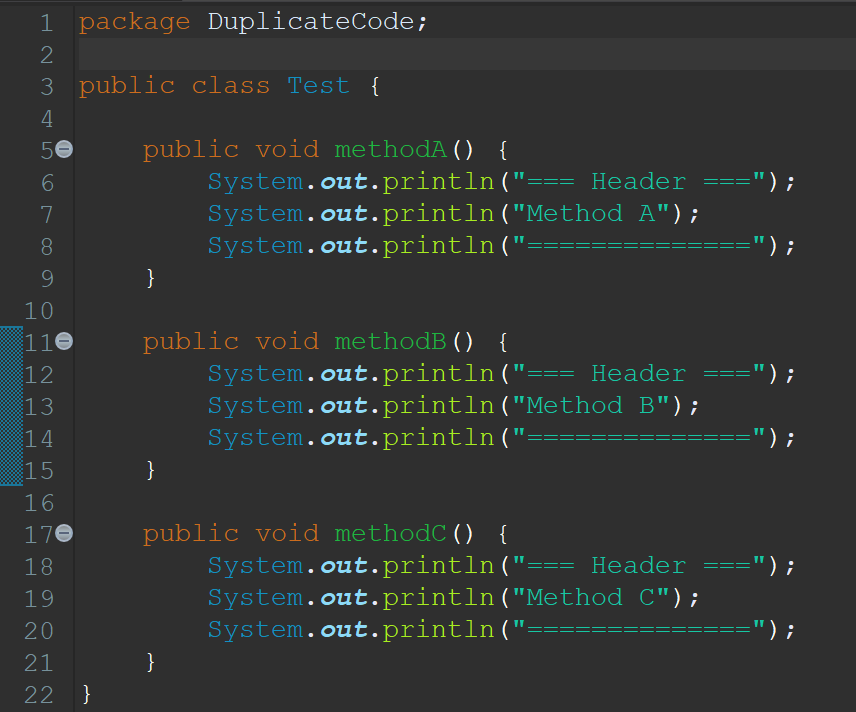 1 package DuplicateCode;
2
3 public class Test {
4
5 public void methodA() {
6 System.out.println("=== Header ===");
7 System.out.println("Method A");
8 System.out.println("==============");
9 }
10
11 public void methodB() {
12 System.out.println("=== Header ===");
13 System.out.println("Method B");
14 System.out.println("==============");
15 }
16
17 public void methodC() {
18 System.out.println("=== Header ===");
19 System.out.println("Method C");
20 System.out.println("==============");
21 }
22 }